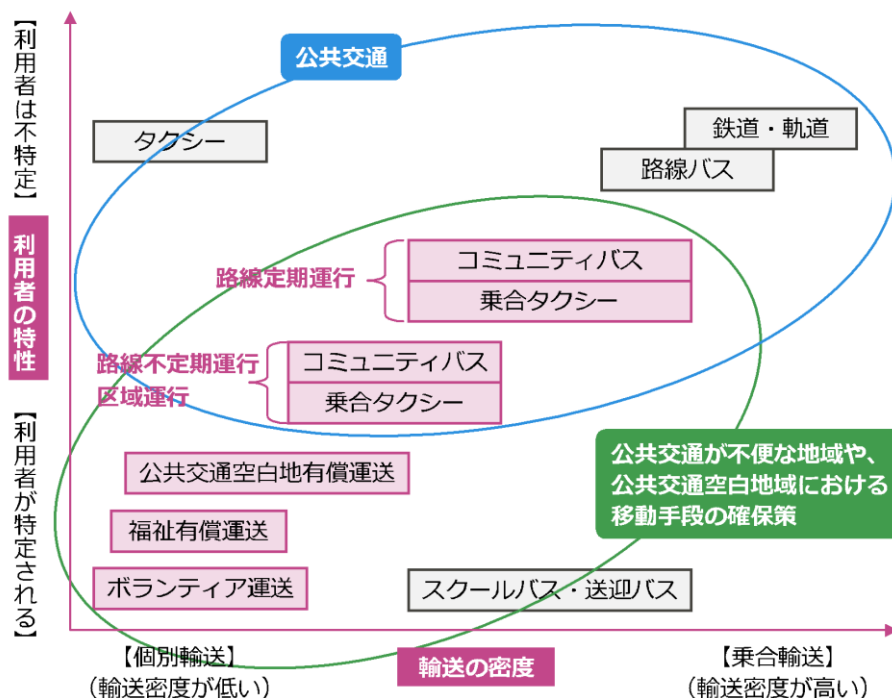 【利用者は不特定】
利用者の特性
【利用者が特定される】
公共交通
タクシー
鉄道・軌道
路線バス
路線定期運行
コミュニティバス
乗合タクシー
路線不定期運行
区域運行
コミュニティバス
乗合タクシー
公共交通が不便な地域や、
公共交通空白地域における
移動手段の確保策
公共交通空白地有償運送
福祉有償運送
ボランティア運送
スクールバス・送迎バス
【個別輸送】
（輸送密度が低い）
輸送の密度
【乗合輸送】
（輸送密度が高い）